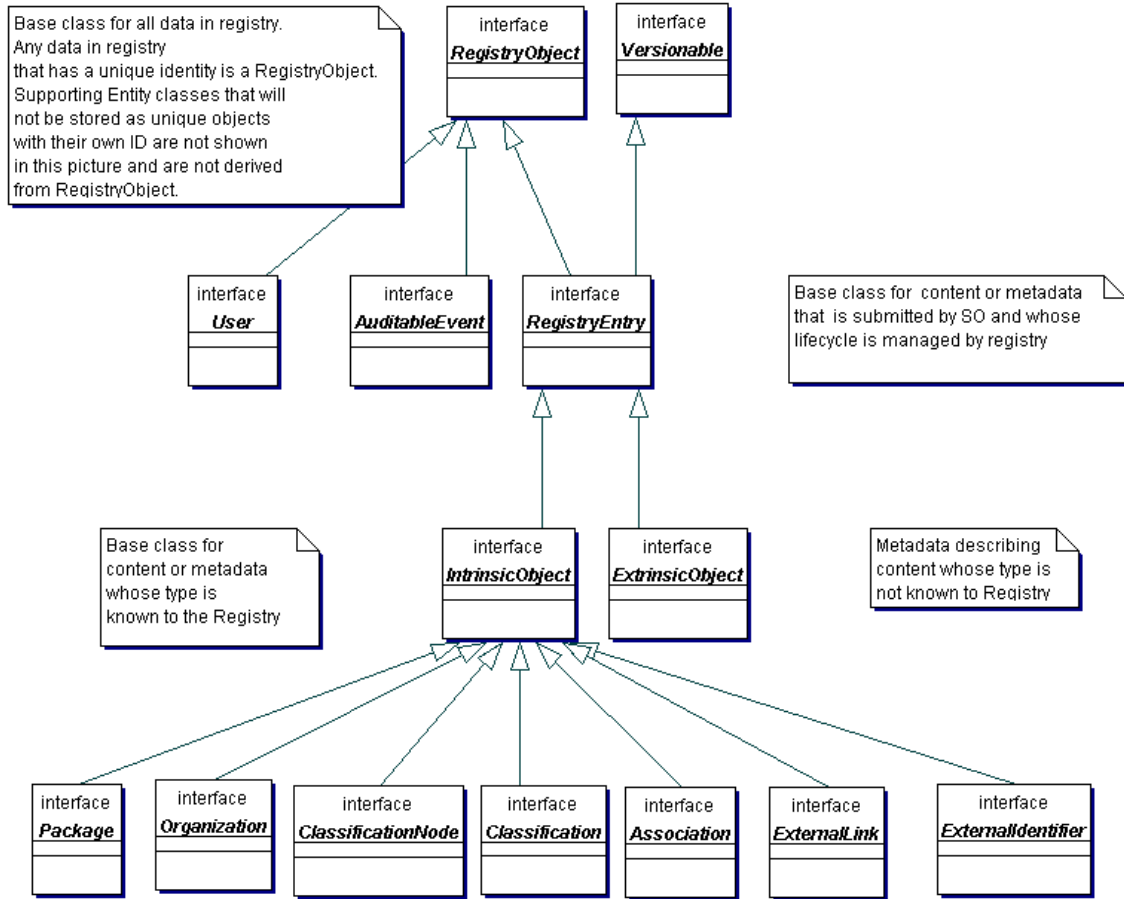 Base class for all data in registry.
Any data in registry
that has a unique identity is a RegistryObject.
Supporting Entity classes that will
not be stored as unique objects
with their own ID are not shown
in this picture and are not derived
from RegistryObject.
interface
RegistryObject
interface
Versionable
interface
User
interface
AuditableEvent
interface
RegistryEntry
Base class for content or metadata
that is submitted by SO and whose
lifecycle is managed by registry
Base class for
content or metadata
whose type is
known to the Registry
interface
IntrinsicObject
interface
ExtrinsicObject
Metadata describing
content whose type is
not known to Registry
interface
Package
interface
Organization
interface
ClassificationNode
interface
Classification
interface
Association
interface
ExternalLink
interface
ExternalIdentifier